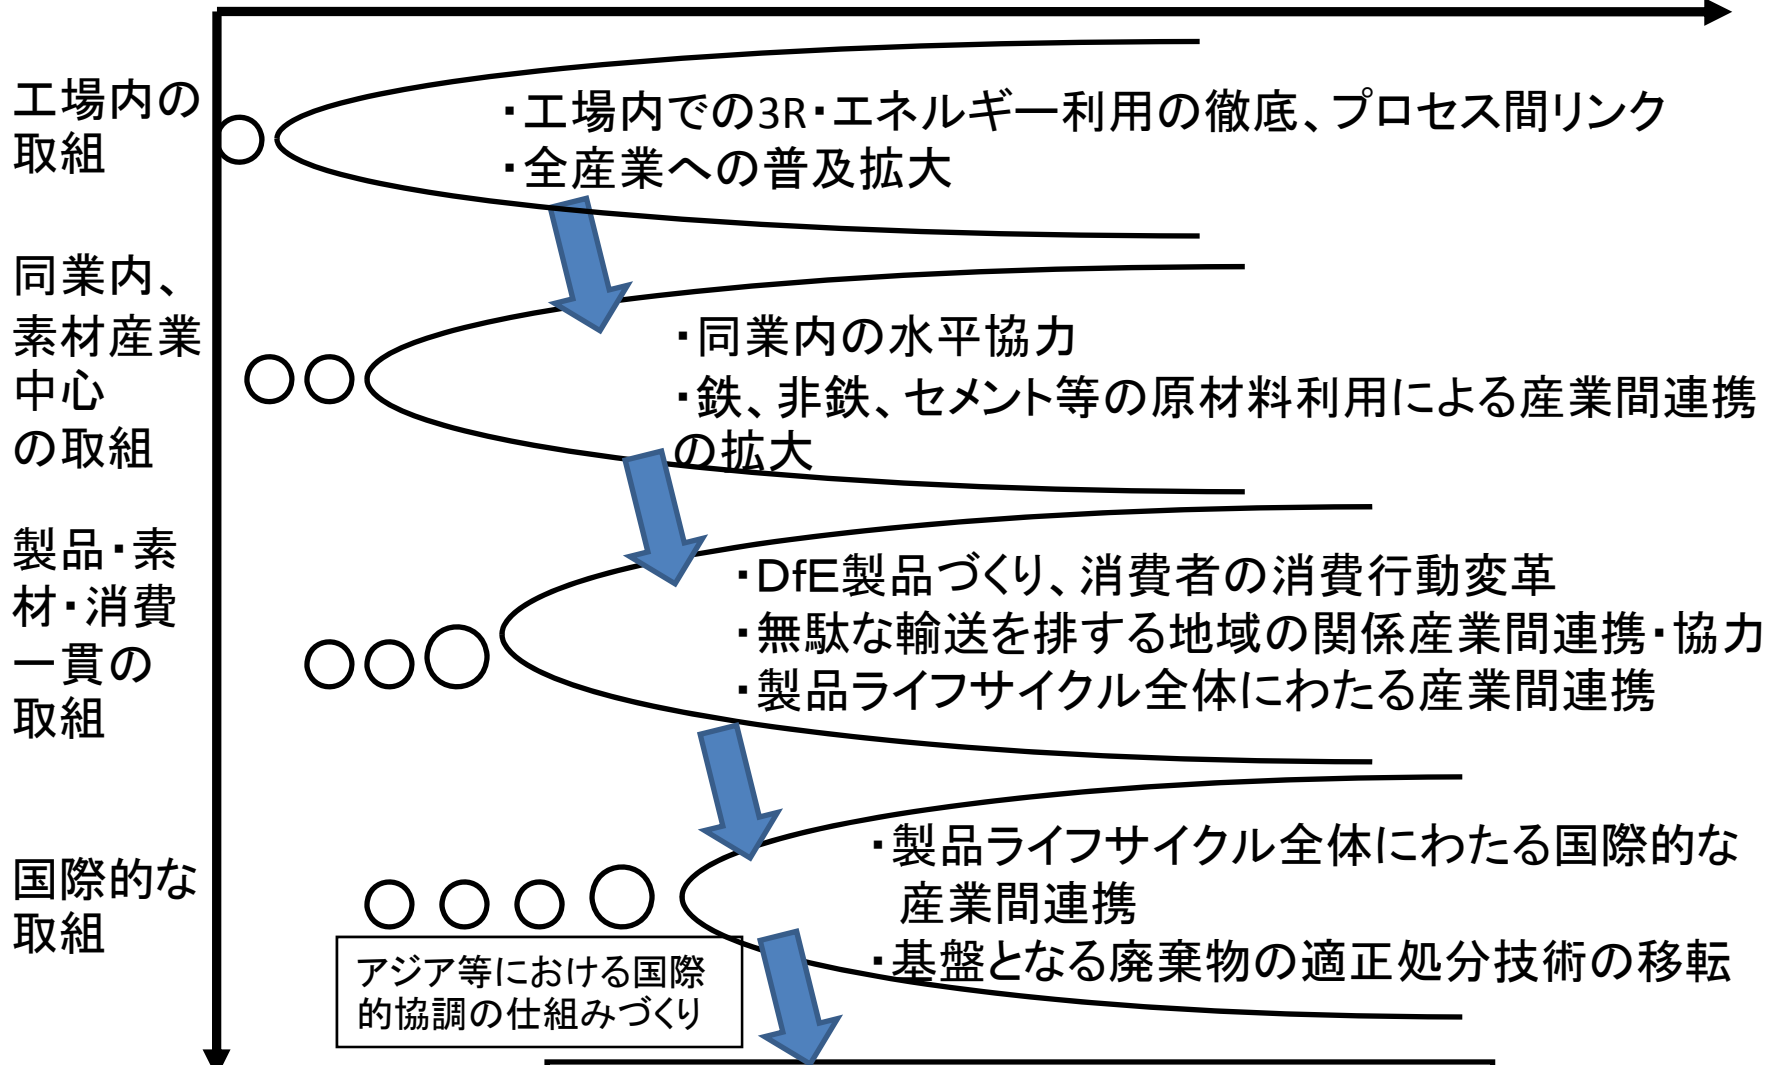 工場内の
取組
・工場内での3R・エネルギー利用の徹底、プロセス間リンク
・全産業への普及拡大
同業内、
素材産業
中心
の取組
・同業内の水平協力
・鉄、非鉄、セメント等の原材料利用による産業間連携
の拡大
製品・素
材・消費
一貫の
取組
・DfE製品づくり、消費者の消費行動変革
・無駄な輸送を排する地域の関係産業間連携・協力
・製品ライフサイクル全体にわたる産業間連携
国際的な
取組
・製品ライフサイクル全体にわたる国際的な
産業間連携
・基盤となる廃棄物の適正処分技術の移転
アジア等における国際
的協調の仕組みづくり